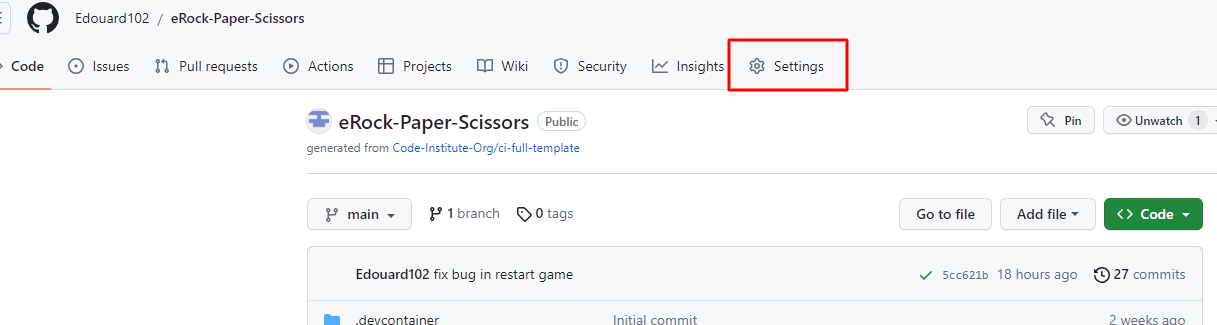 Edouard102 / eRock-Paper-Scissors
Code Issues Pull requests Actions Projects Wiki Security Insights Settings
eRock-Paper-Scissors Public Pin Unwatch 1
generated from Code-Institute-Org/ci-full-template
main 1 branch 0 tags Go to file Add file <> Code
Edouard102 fix bug in restart game 5cc621b 18 hours ago 27 commits
.devcontainer Initial commit 2 weeks ago